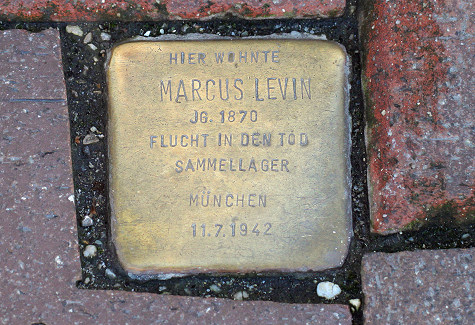 HIER WOHNTE
MARCUS LEVIN
JG. 1870
FLUCHT IN DEN TOD
SAMMELLAGER
MÜNCHEN
11.7.1942